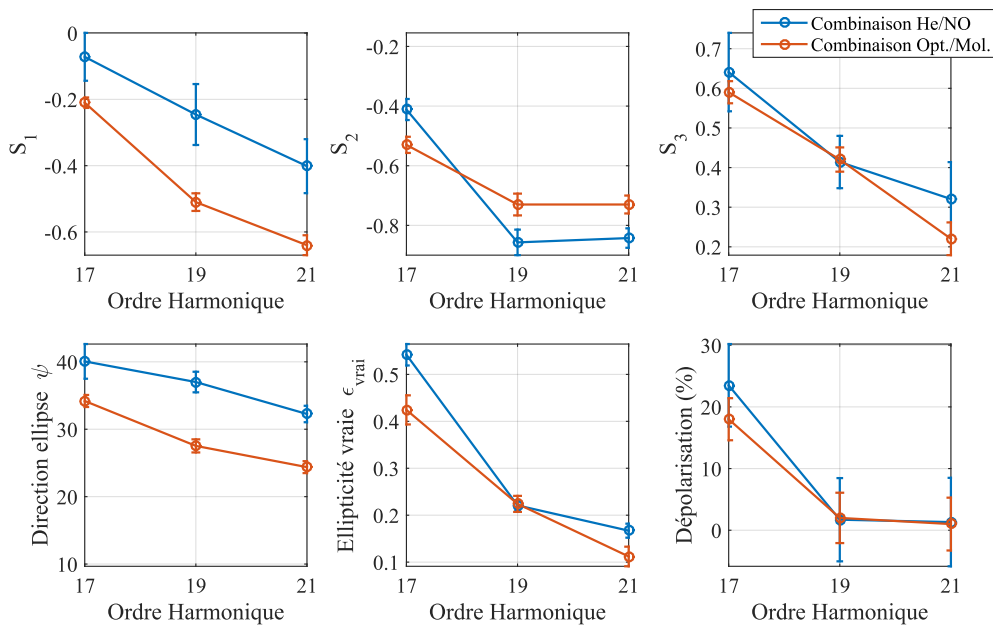 Combinaison He/NO
Combinaison Opt./Mol.
0
-0.2
-0.4
-0.6
S₁
17 19 21
Ordre Harmonique
-0.2
-0.4
-0.6
-0.8
S₂
17 19 21
Ordre Harmonique
0.7
0.6
0.5
0.4
0.3
0.2
S₃
17 19 21
Ordre Harmonique
40
30
20
10
Direction ellipse ψ
17 19 21
Ordre Harmonique
0.5
0.4
0.3
0.2
0.1
Ellipticité vraie ϵ_vrai
17 19 21
Ordre Harmonique
30
20
10
0
Dépolarisation (%)
17 19 21
Ordre Harmonique